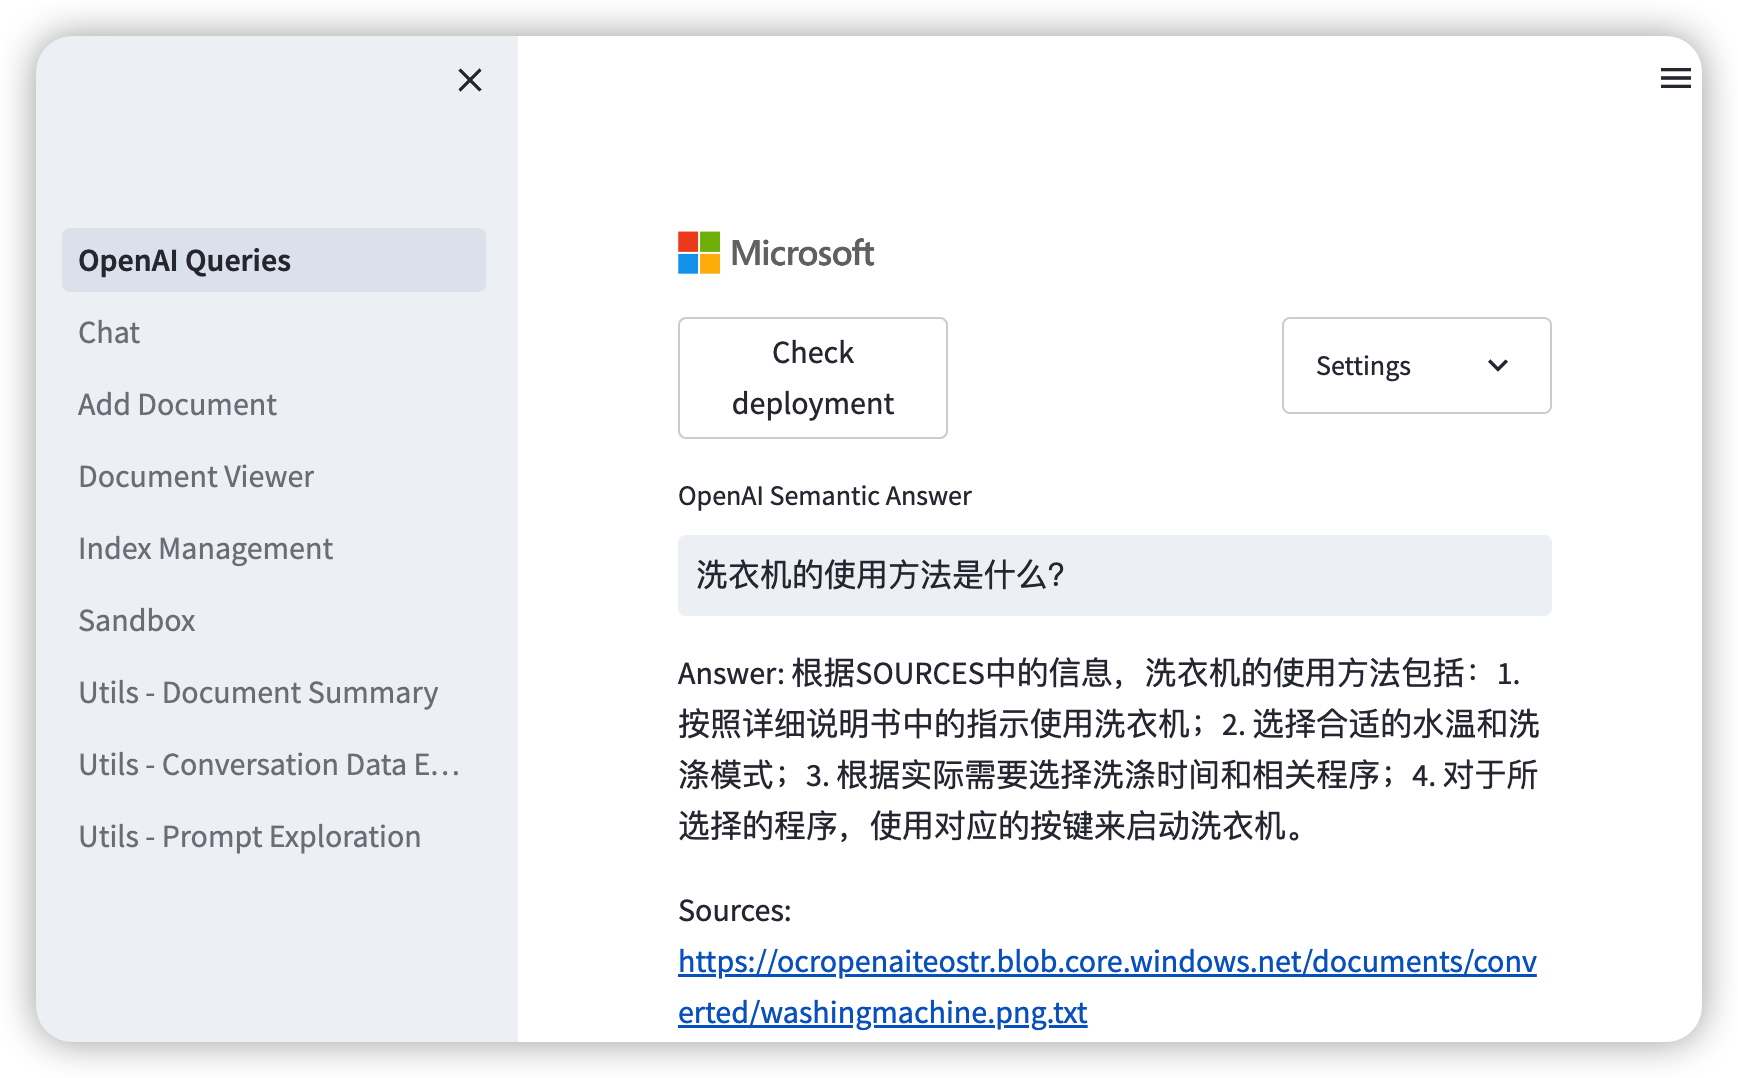 OpenAI Queries
Chat
Add Document
Document Viewer
Index Management
Sandbox
Utils - Document Summary
Utils - Conversation Data E...
Utils - Prompt Exploration
Microsoft
Check
deployment
Settings
OpenAI Semantic Answer
洗衣机的使用方法是什么?
Answer: 根据SOURCES中的信息，洗衣机的使用方法包括：1.
按照详细说明书中的指示使用洗衣机；2. 选择合适的水温和洗
涤模式；3. 根据实际需要选择洗涤时间和相关程序；4. 对于所
选择的程序，使用对应的按键来启动洗衣机。
Sources:
https://ocropenaiteostr.blob.core.windows.net/documents/conv
erted/washingmachine.png.txt